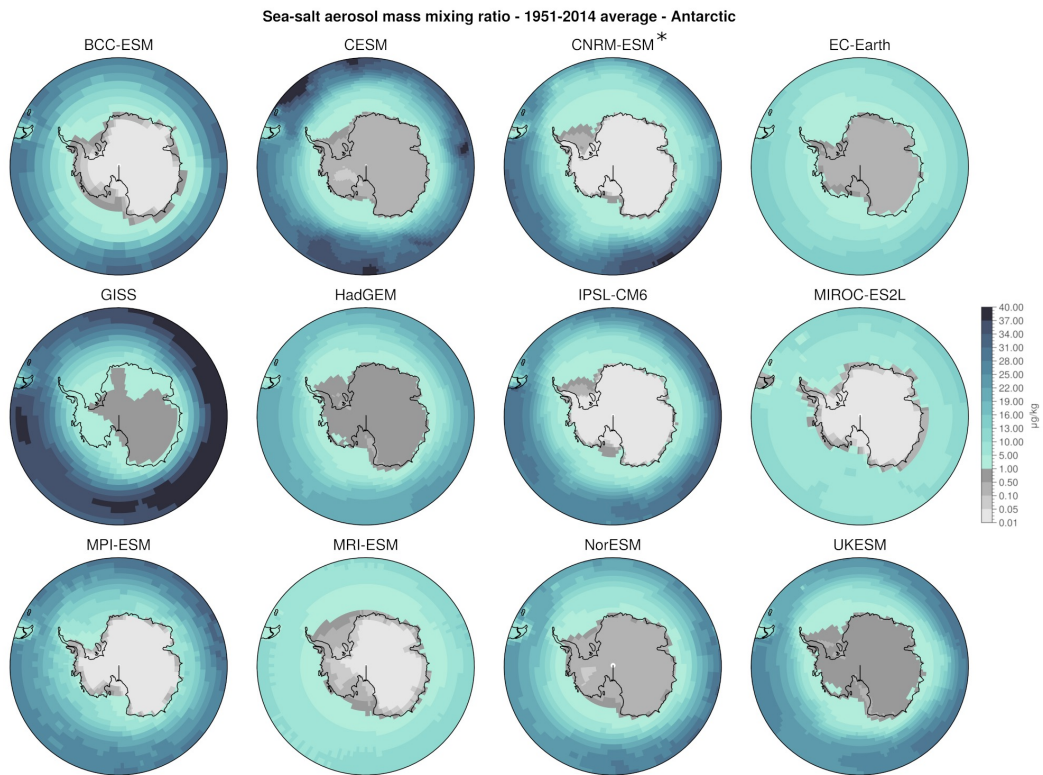 Sea-salt aerosol mass mixing ratio - 1951-2014 average - Antarctic
BCC-ESM
CESM
CNRM-ESM*
EC-Earth
GISS
HadGEM
IPSL-CM6
MIROC-ES2L
40.00
37.00
34.00
31.00
28.00
25.00
22.00
19.00
16.00
13.00
10.00
5.00
1.00
0.50
0.10
0.05
0.01
µg/kg
MPI-ESM
MRI-ESM
NorESM
UKESM